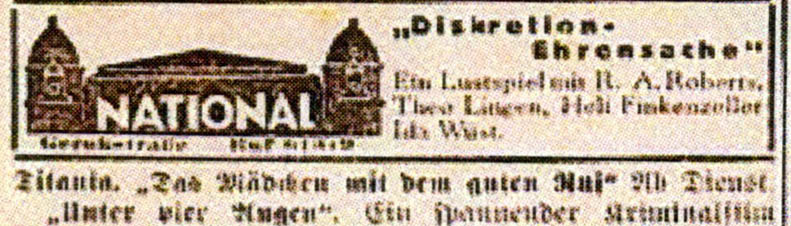 „Diskretion-
Ehrensache“
Ein Lustspiel mit R. A. Roberts,
Theo Lingen, Heli Finkenzeller
Ida Wüst.
NATIONAL
Titania. „Das Mädchen mit dem guten Ruf“ Ab Dienst.
„Unter vier Augen“. Ein spannender Kriminalfilm